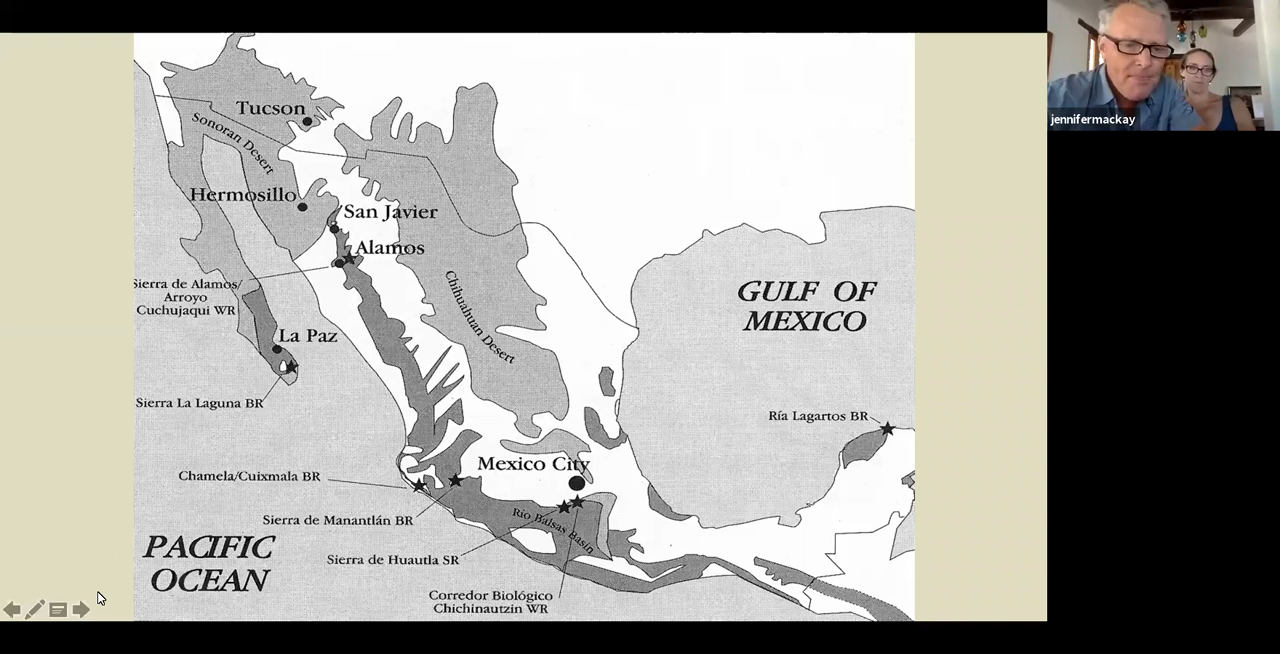 Tucson
Sonoran Desert
Hermosillo
San Javier
Alamos
Sierra de Alamos/
Arroyo
Cuchujaqui WR
Chihuahuan Desert
La Paz
Sierra La Laguna BR
GULF OF
MEXICO
Ría Lagartos BR
Mexico City
Chamela/Cuixmala BR
Sierra de Manantlán BR
Rio Balsas Basin
Sierra de Huautla SR
PACIFIC
OCEAN
Corredor Biológico
Chichinautzin WR
jennifermackay